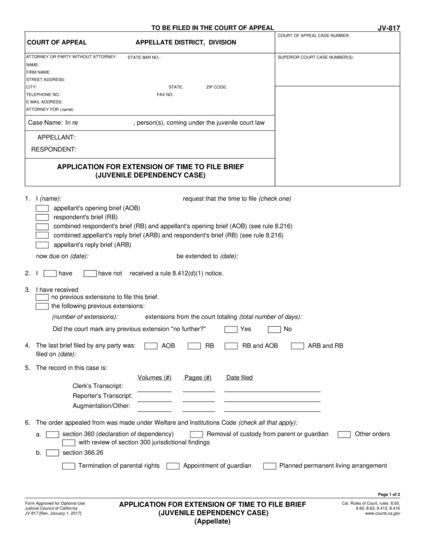 TO BE FILED IN THE COURT OF APPEAL JV-817
COURT OF APPEAL APPELLATE DISTRICT, DIVISION
COURT OF APPEAL CASE NUMBER:
ATTORNEY OR PARTY WITHOUT ATTORNEY: STATE BAR NO.:
SUPERIOR COURT CASE NUMBER(S):
NAME:
FIRM NAME:
STREET ADDRESS:
CITY: STATE: ZIP CODE:
TELEPHONE NO.: FAX NO.:
E-MAIL ADDRESS:
ATTORNEY FOR (name):
Case Name: In re , person(s), coming under the juvenile court law
APPELLANT:
RESPONDENT:
APPLICATION FOR EXTENSION OF TIME TO FILE BRIEF
(JUVENILE DEPENDENCY CASE)
1. I (name): request that the time to file (check one)
appellant's opening brief (AOB)
respondent's brief (RB)
combined respondent's brief (RB) and appellant's opening brief (AOB) (see rule 8.216)
combined appellant's reply brief (ARB) and respondent's brief (RB) (see rule 8.216)
appellant's reply brief (ARB)
now due on (date): be extended to (date):
2. I have have not received a rule 8.412(d)(1) notice.
3. I have received
no previous extensions to file this brief.
the following previous extensions:
(number of extensions): extensions from the court totaling (total number of days):
Did the court mark any previous extension "no further?" Yes No
4. The last brief filed by any party was: AOB RB RB and AOB ARB and RB
filed on (date):
5. The record in this case is:
Volumes (#) Pages (#) Date filed
Clerk's Transcript:
Reporter's Transcript:
Augmentation/Other:
6. The order appealed from was made under Welfare and Institutions Code (check all that apply):
a. section 360 (declaration of dependency) Removal of custody from parent or guardian Other orders
with review of section 300 jurisdictional findings
b. section 366.26
Termination of parental rights Appointment of guardian Planned permanent living arrangement
Page 1 of 2
Form Approved for Optional Use
Judicial Council of California
JV-817 [Rev. January 1, 2017]
APPLICATION FOR EXTENSION OF TIME TO FILE BRIEF
(JUVENILE DEPENDENCY CASE)
(Appellate)
Cal. Rules of Court, rules, 8.50,
8.60, 8.63, 8.412, 8.416
www.courts.ca.gov